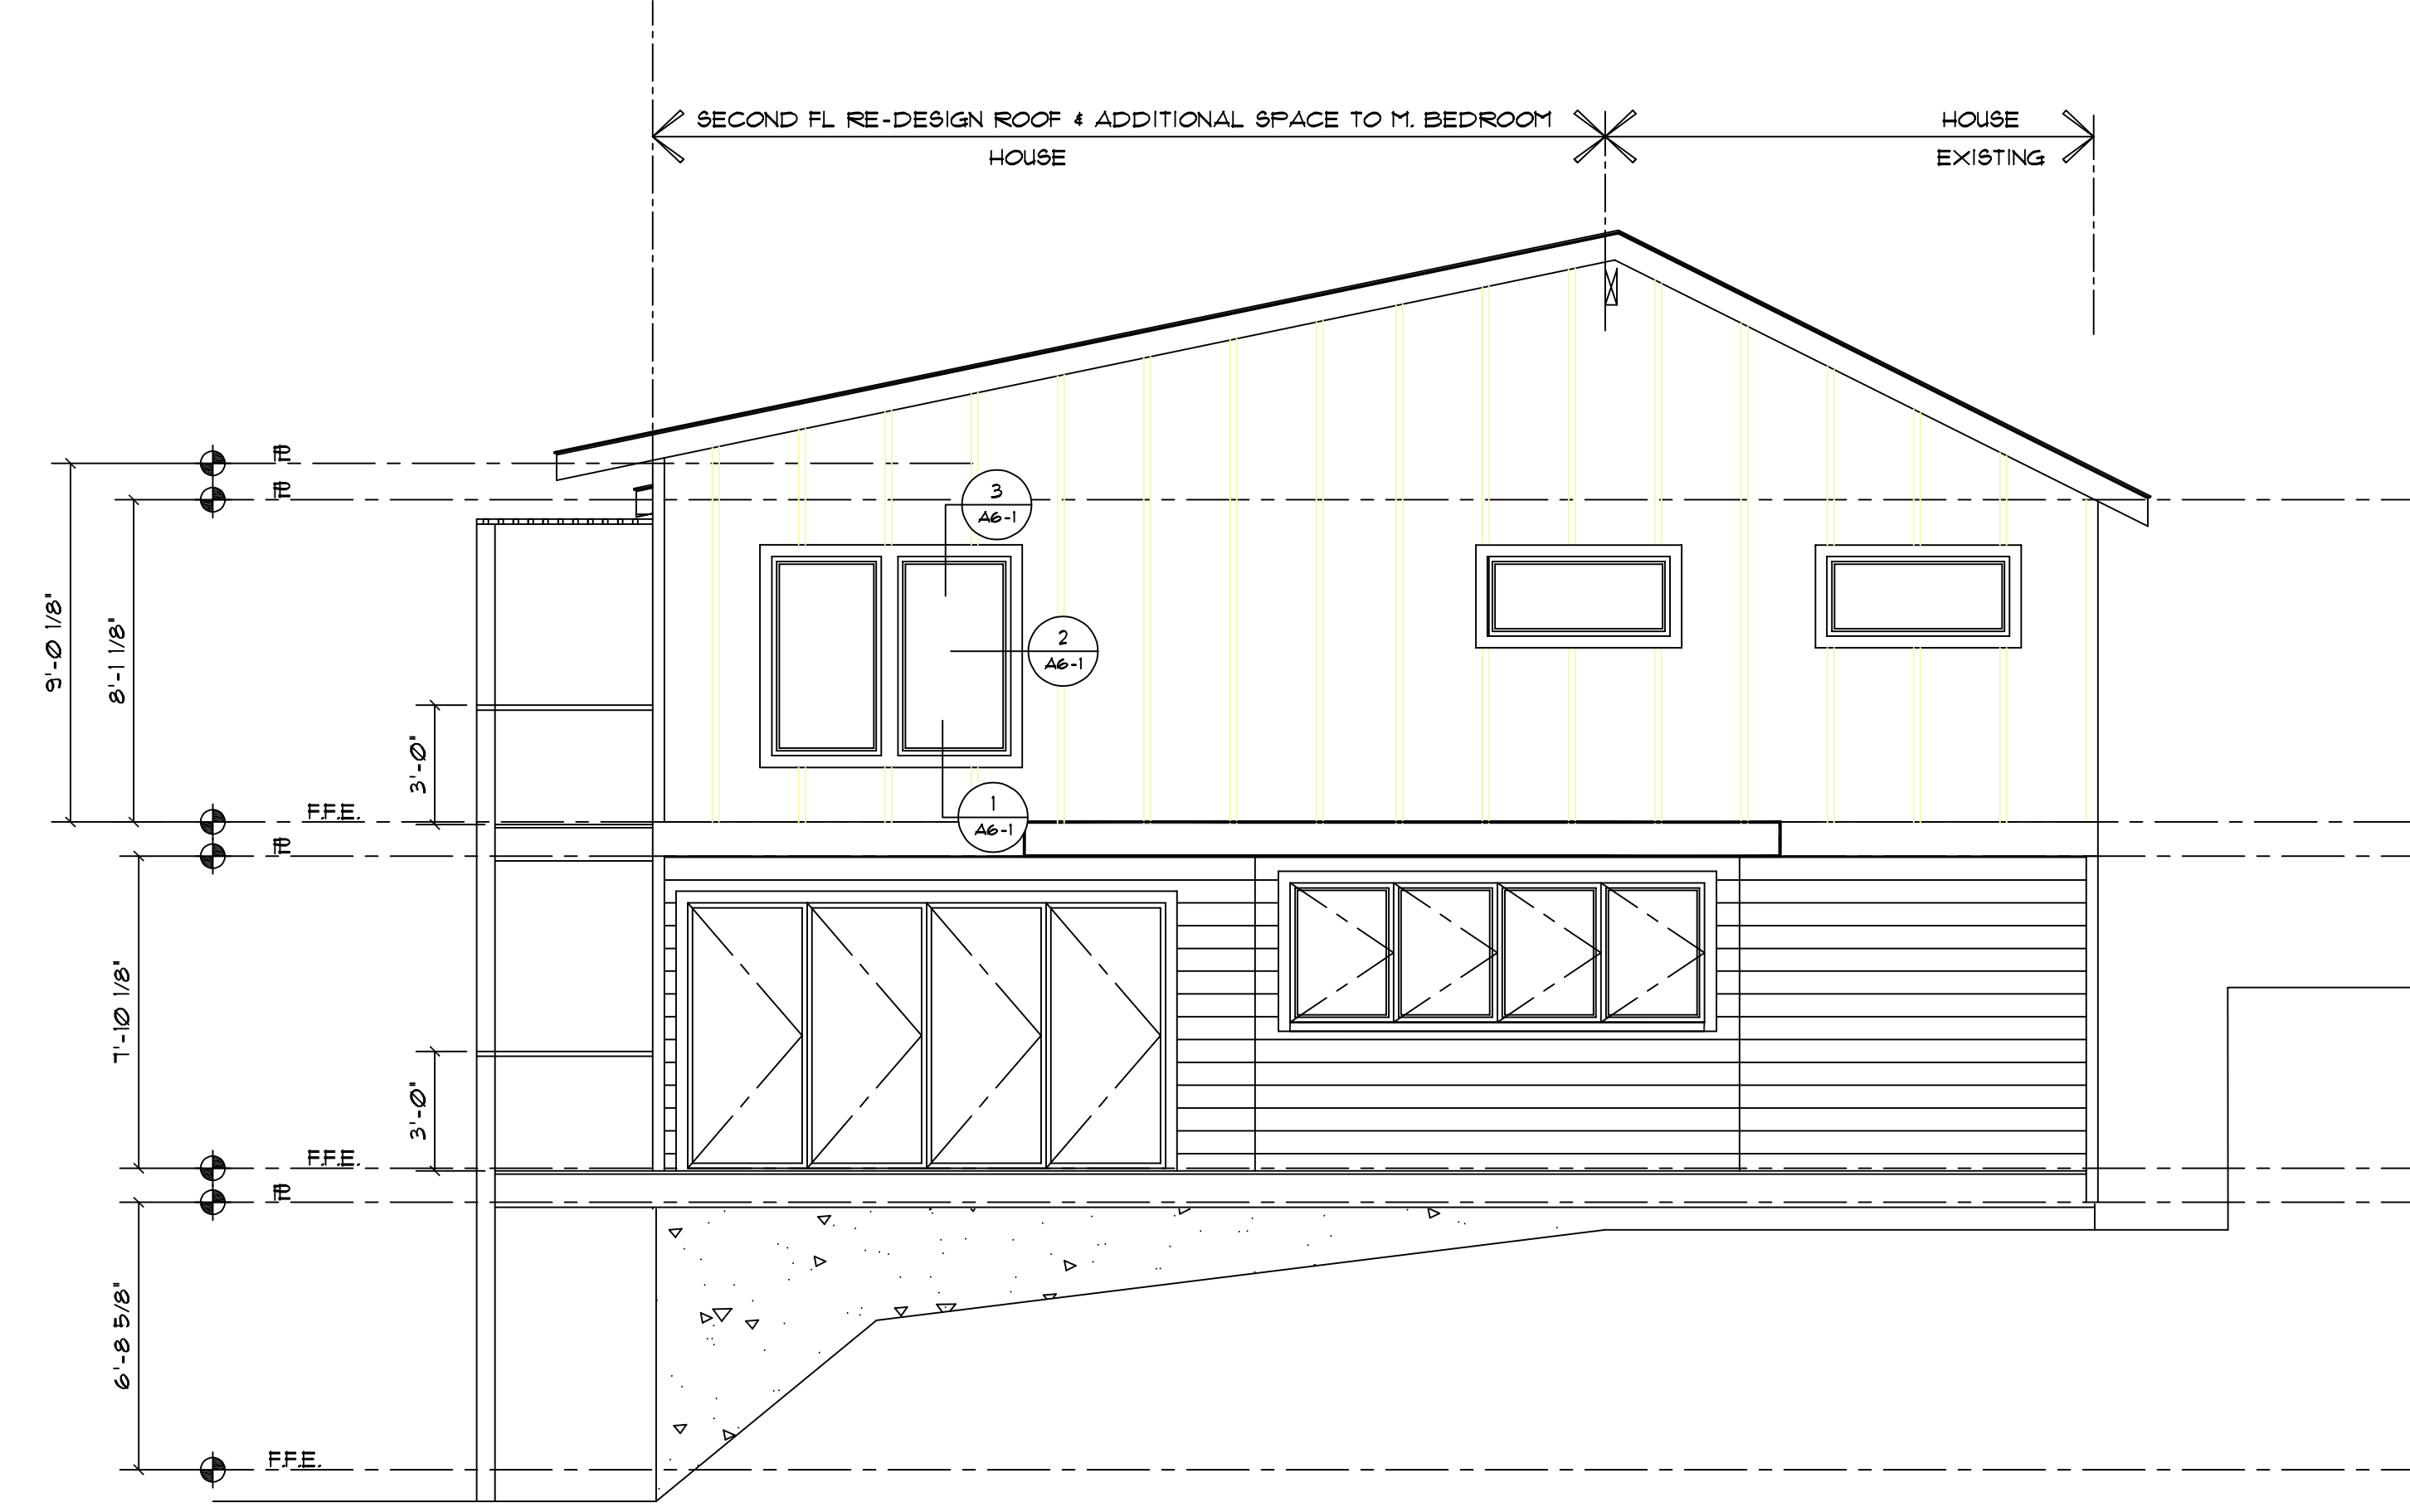 SECOND FL RE-DESIGN ROOF & ADDITIONAL SPACE TO M. BEDROOM
HOUSE
HOUSE
EXISTING
9'-0 1/8"
8'-1 1/8"
3'-0"
F.F.E.
7'-10 1/8"
3'-0"
F.F.E.
6'-8 5/8"
F.F.E.
3
A6-1
2
A6-1
1
A6-1